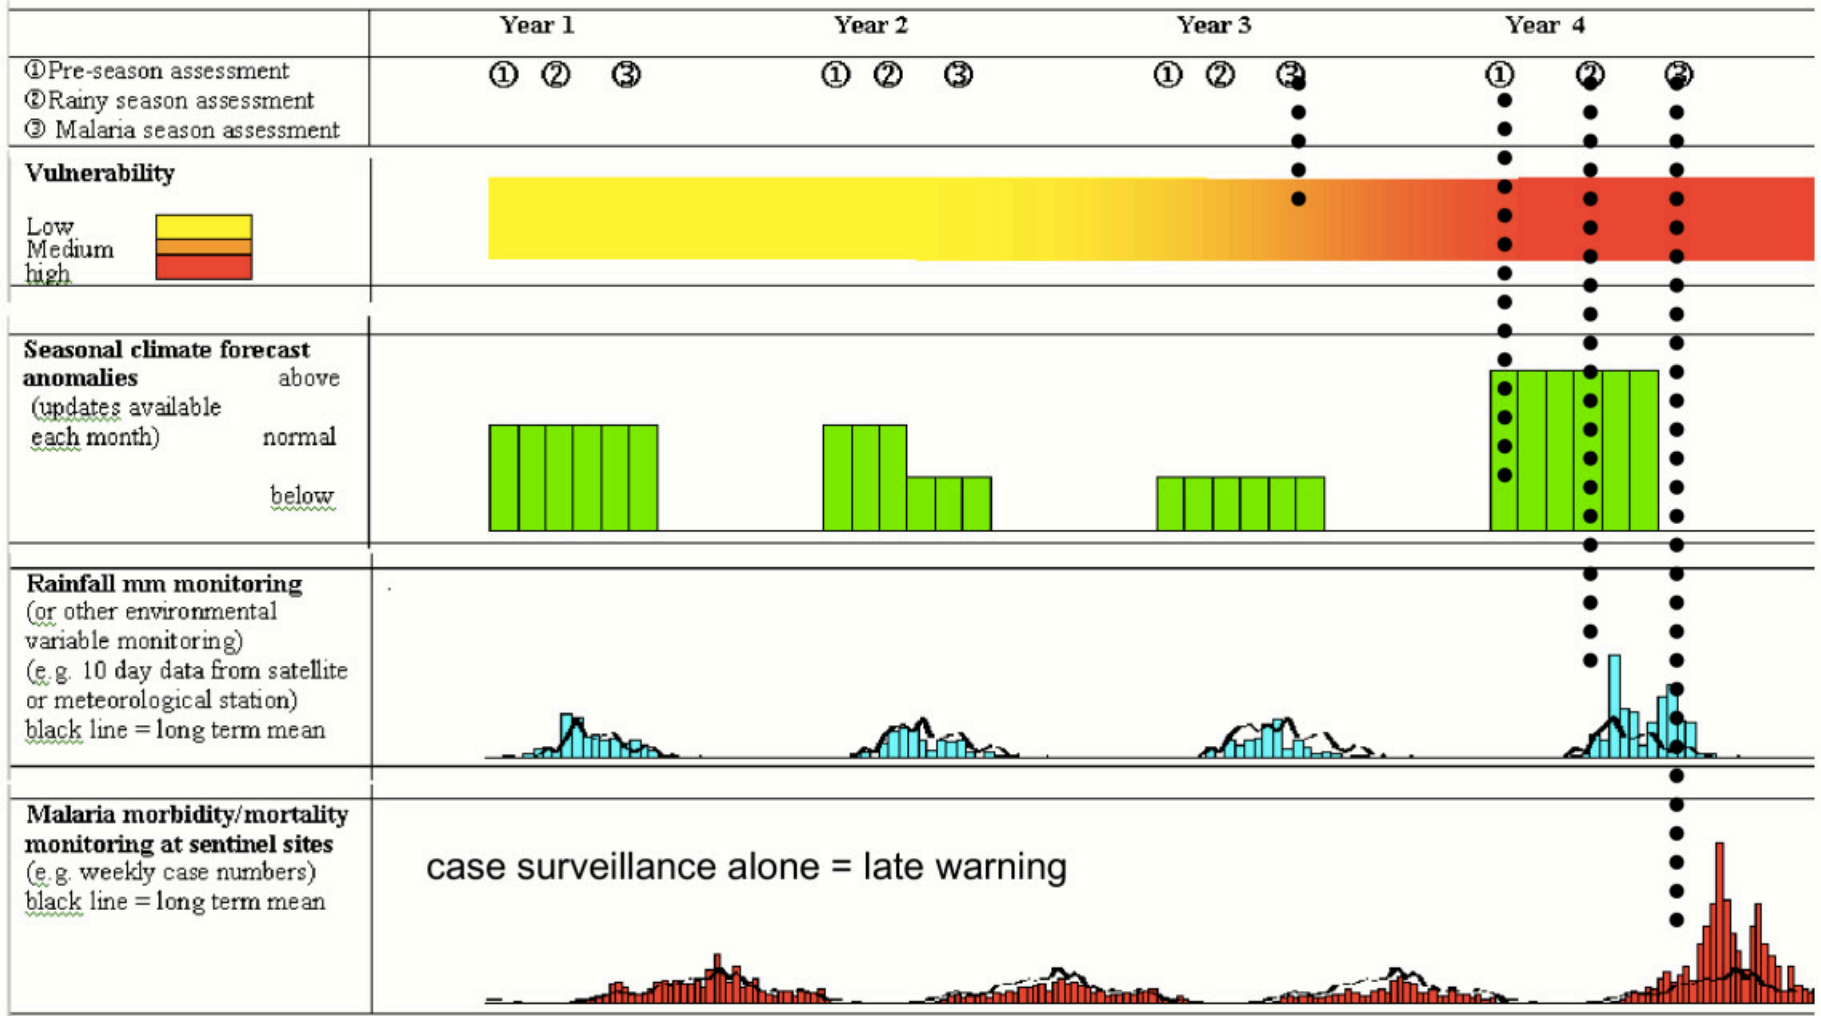 Year 1 Year 2 Year 3 Year 4
①Pre-season assessment ① ② ③ ① ② ③ ① ② ③ ① ② ③
②Rainy season assessment
③ Malaria season assessment
Vulnerability
Low
Medium
high
Seasonal climate forecast
anomalies above
(updates available
each month) normal
below
Rainfall mm monitoring
(or other environmental
variable monitoring)
(e.g. 10 day data from satellite
or meteorological station)
black line = long term mean
Malaria morbidity/mortality
monitoring at sentinel sites
(e.g. weekly case numbers)
black line = long term mean
case surveillance alone = late warning